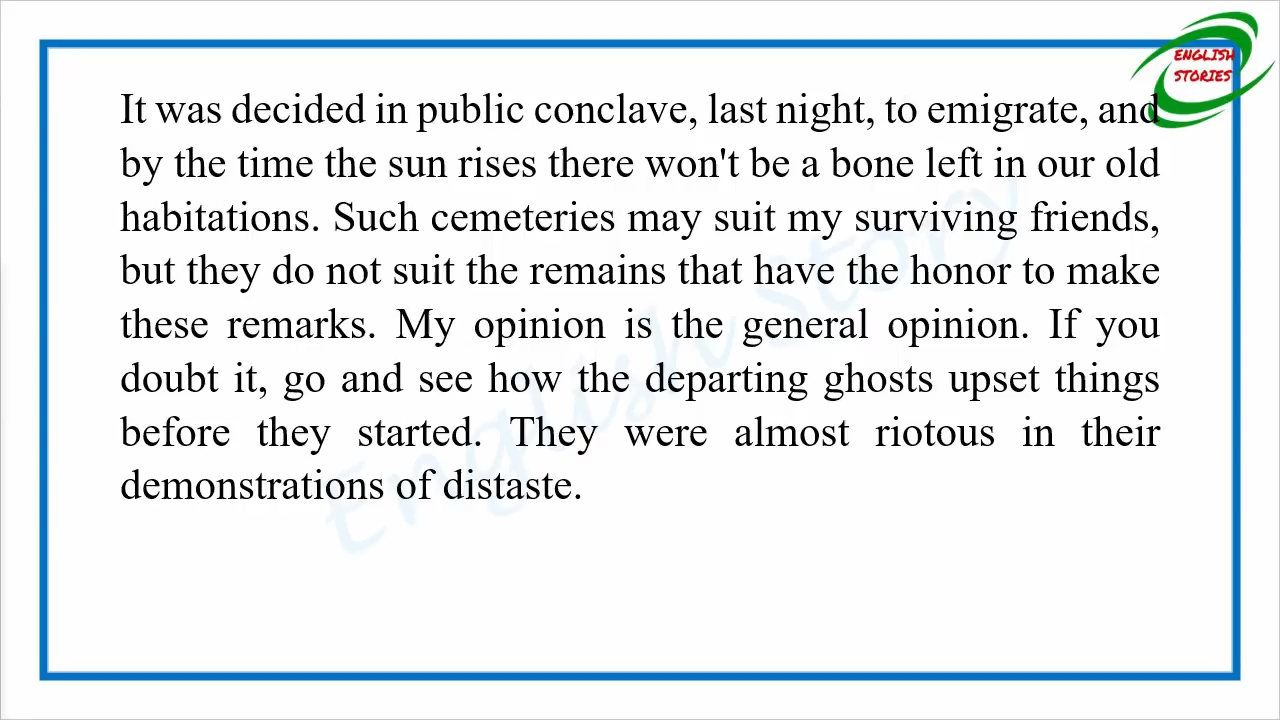 ENGLISH
STORIES
It was decided in public conclave, last night, to emigrate, and
by the time the sun rises there won't be a bone left in our old
habitations. Such cemeteries may suit my surviving friends,
but they do not suit the remains that have the honor to make
these remarks. My opinion is the general opinion. If you
doubt it, go and see how the departing ghosts upset things
before they started. They were almost riotous in their
demonstrations of distaste.
English Story